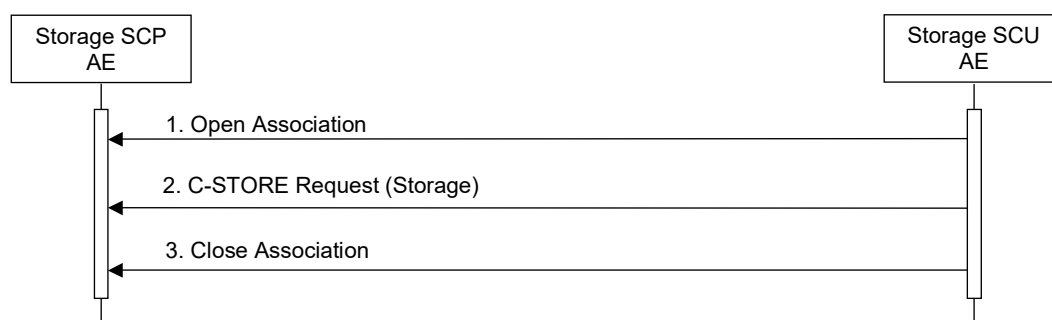 Storage SCP
AE
Storage SCU
AE
1. Open Association
2. C-STORE Request (Storage)
3. Close Association